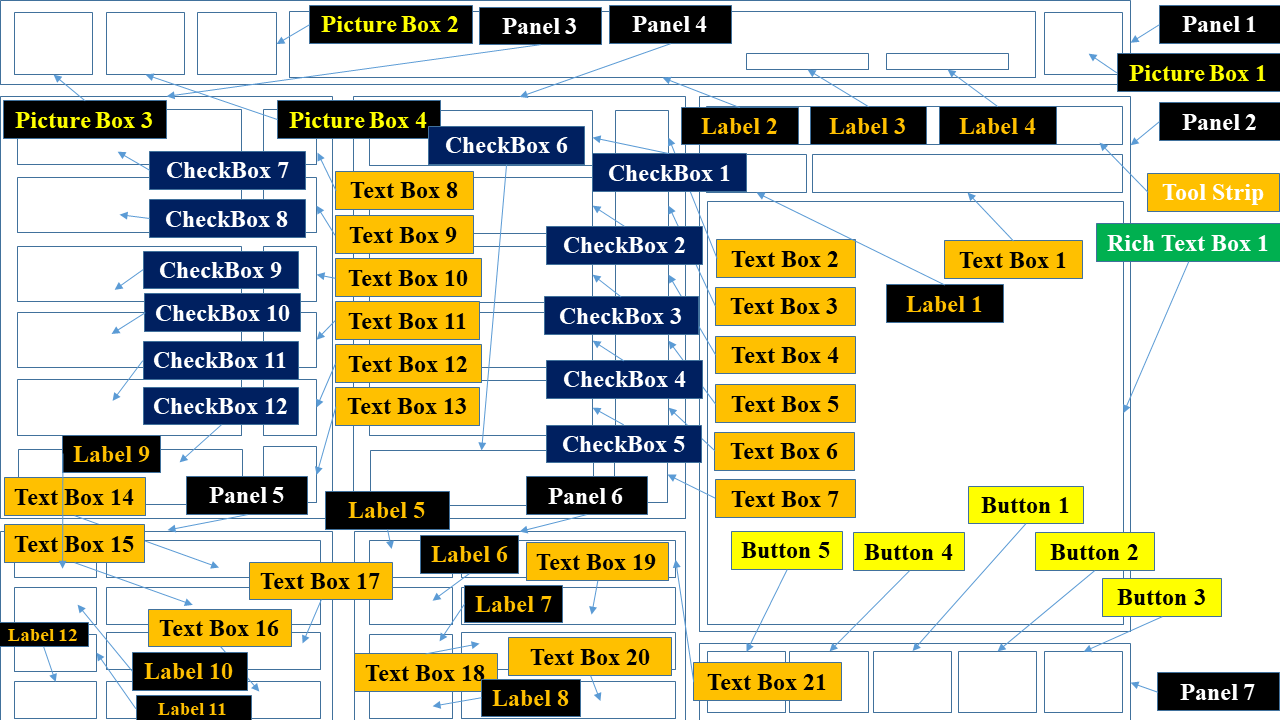 Picture Box 2
Panel 3
Panel 4
Panel 1
Picture Box 1
Picture Box 3
Picture Box 4
Label 2
Label 3
Label 4
Panel 2
CheckBox 6
CheckBox 7
CheckBox 1
Text Box 8
Tool Strip
CheckBox 8
Text Box 9
CheckBox 2
Rich Text Box 1
Text Box 2
Text Box 1
CheckBox 9
Text Box 10
Text Box 3
Label 1
CheckBox 10
Text Box 11
CheckBox 3
CheckBox 11
Text Box 12
Text Box 4
CheckBox 4
CheckBox 12
Text Box 13
Text Box 5
Label 9
CheckBox 5
Text Box 6
Text Box 14
Panel 5
Label 5
Panel 6
Text Box 7
Button 1
Text Box 15
Label 6
Text Box 19
Button 5
Button 4
Button 2
Text Box 17
Label 7
Button 3
Label 12
Text Box 16
Label 10
Text Box 18
Text Box 20
Text Box 21
Label 11
Label 8
Panel 7